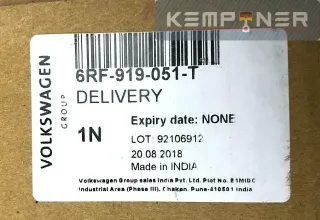 KEMPTNER
VOLKSWAGEN
GROUP
6RF-919-051-T
DELIVERY
1N
Expiry date: NONE
LOT: 92106912
20.08.2018
Made in INDIA
Volkswagen Group sales India Pvt. Ltd. Plot No. E1MIDC
Industrial Area (Phase III), Chakan. Pune-410501 India